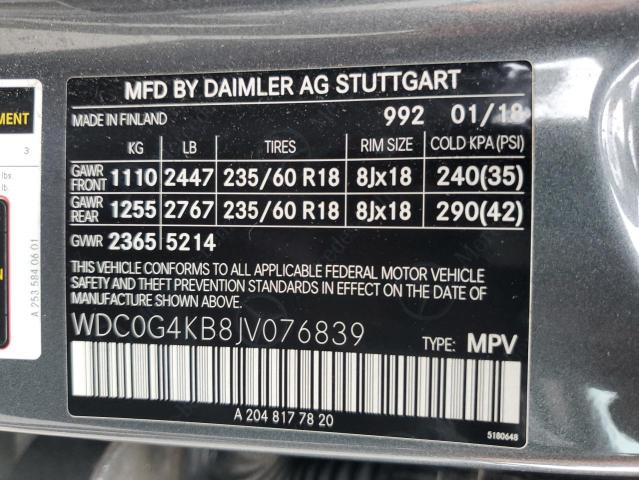 MFD BY DAIMLER AG STUTTGART
MADE IN FINLAND 992 01/18
KG LB TIRES RIM SIZE COLD KPA (PSI)
GAWR FRONT 1110 2447 235/60 R18 8Jx18 240(35)
GAWR REAR 1255 2767 235/60 R18 8Jx18 290(42)
GVWR 2365 5214
THIS VEHICLE CONFORMS TO ALL APPLICABLE FEDERAL MOTOR VEHICLE
SAFETY AND THEFT PREVENTION STANDARDS IN EFFECT ON THE DATE OF
MANUFACTURE SHOWN ABOVE.
WDC0G4KB8JV076839 TYPE: MPV
A 204 817 78 20
5180648
3
lbs.
A 253 584 06 01